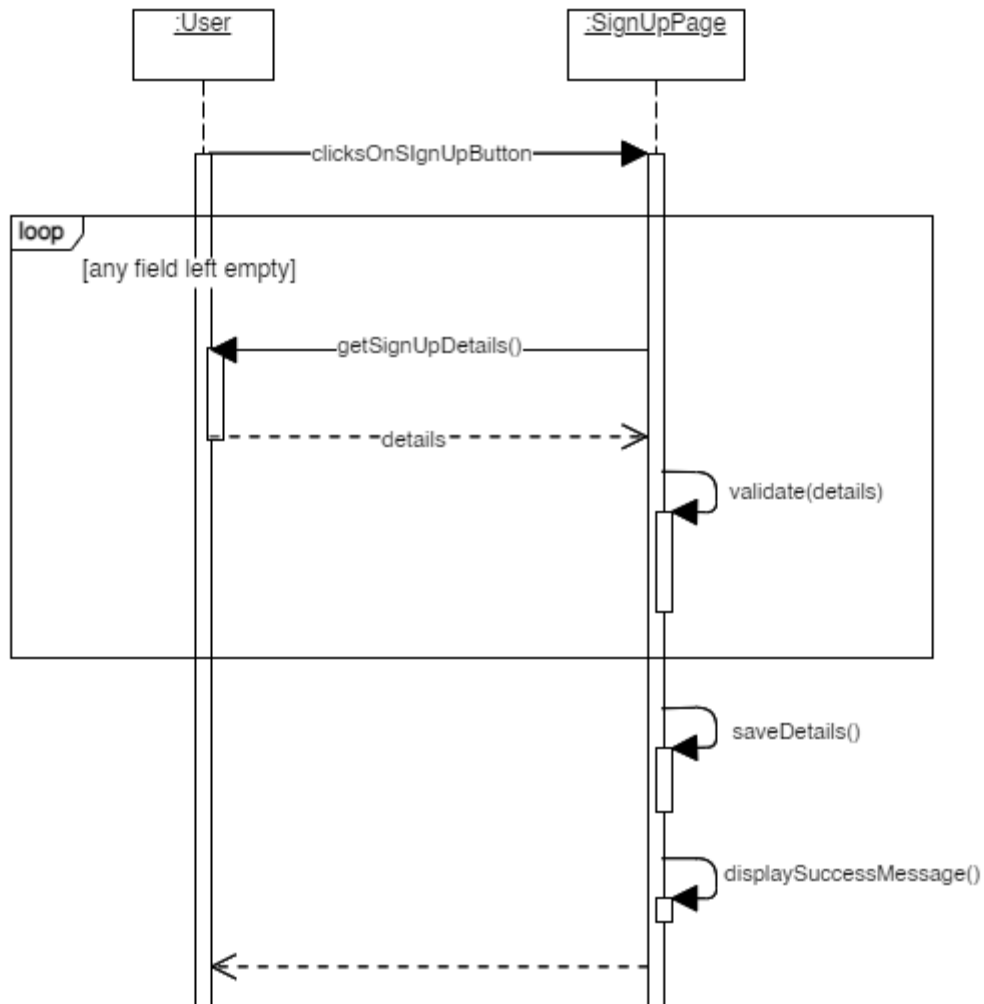 :User
:SignUpPage
clicksOnSIgnUpButton
loop
[any field left empty]
getSignUpDetails()
details
validate(details)
saveDetails()
displaySuccessMessage()